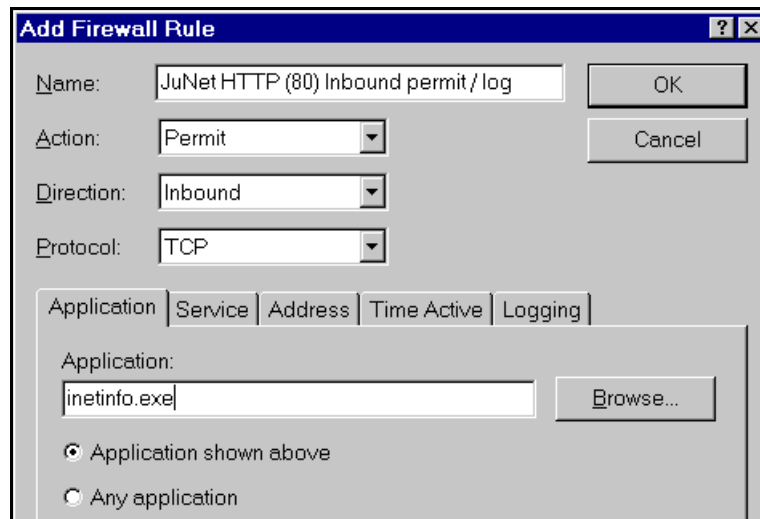 Add Firewall Rule
Name: JuNet HTTP (80) Inbound permit / log OK
Action: Permit Cancel
Direction: Inbound
Protocol: TCP
Application Service Address Time Active Logging
Application:
inetinfo.exe Browse...
Application shown above
Any application